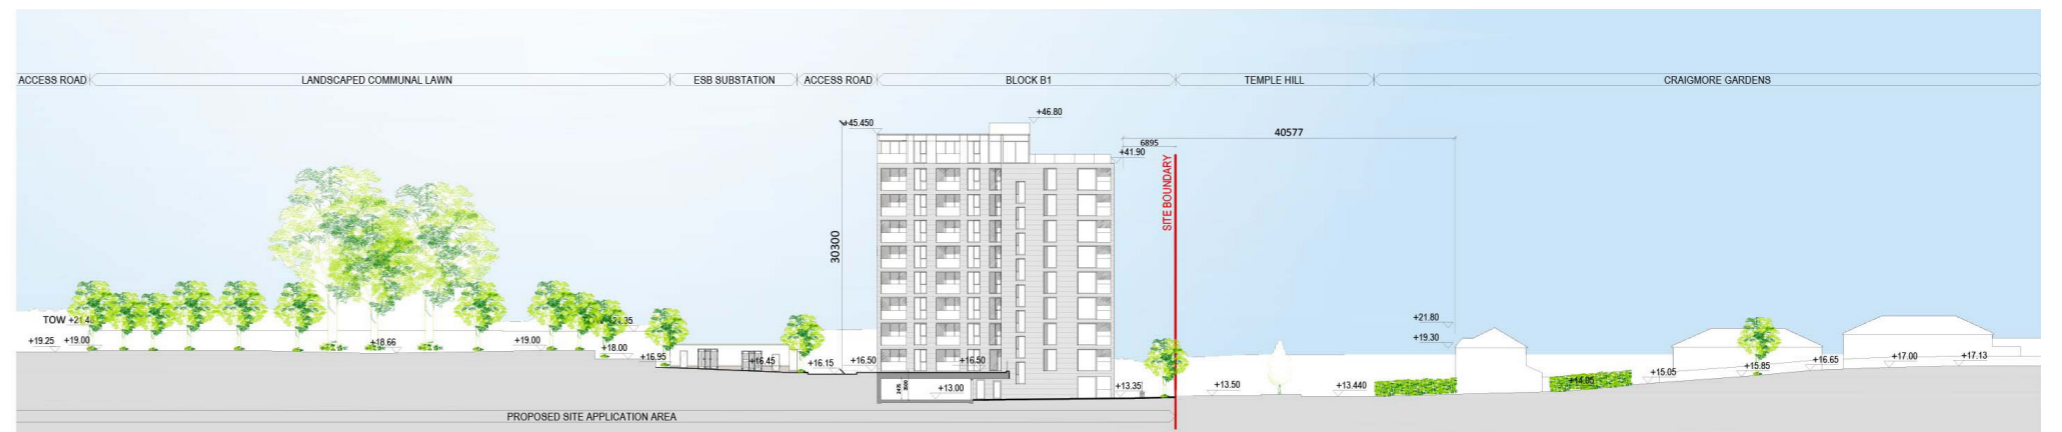 ACCESS ROAD LANDSCAPED COMMUNAL LAWN ESB SUBSTATION ACCESS ROAD BLOCK B1 TEMPLE HILL CRAIGMORE GARDENS
+46.80
+45.450
40577
6895
+41.90
SITE BOUNDARY
30300
TOW +21.48
+21.80
+19.25 +19.00 +18.66 +19.00 +19.30
+18.00
+16.95 +16.45 +16.15 +16.50 +16.50
+16.65 +17.00 +17.13
+15.05 +15.85
+14.05
+13.00 +13.35 +13.50 +13.440
PROPOSED SITE APPLICATION AREA